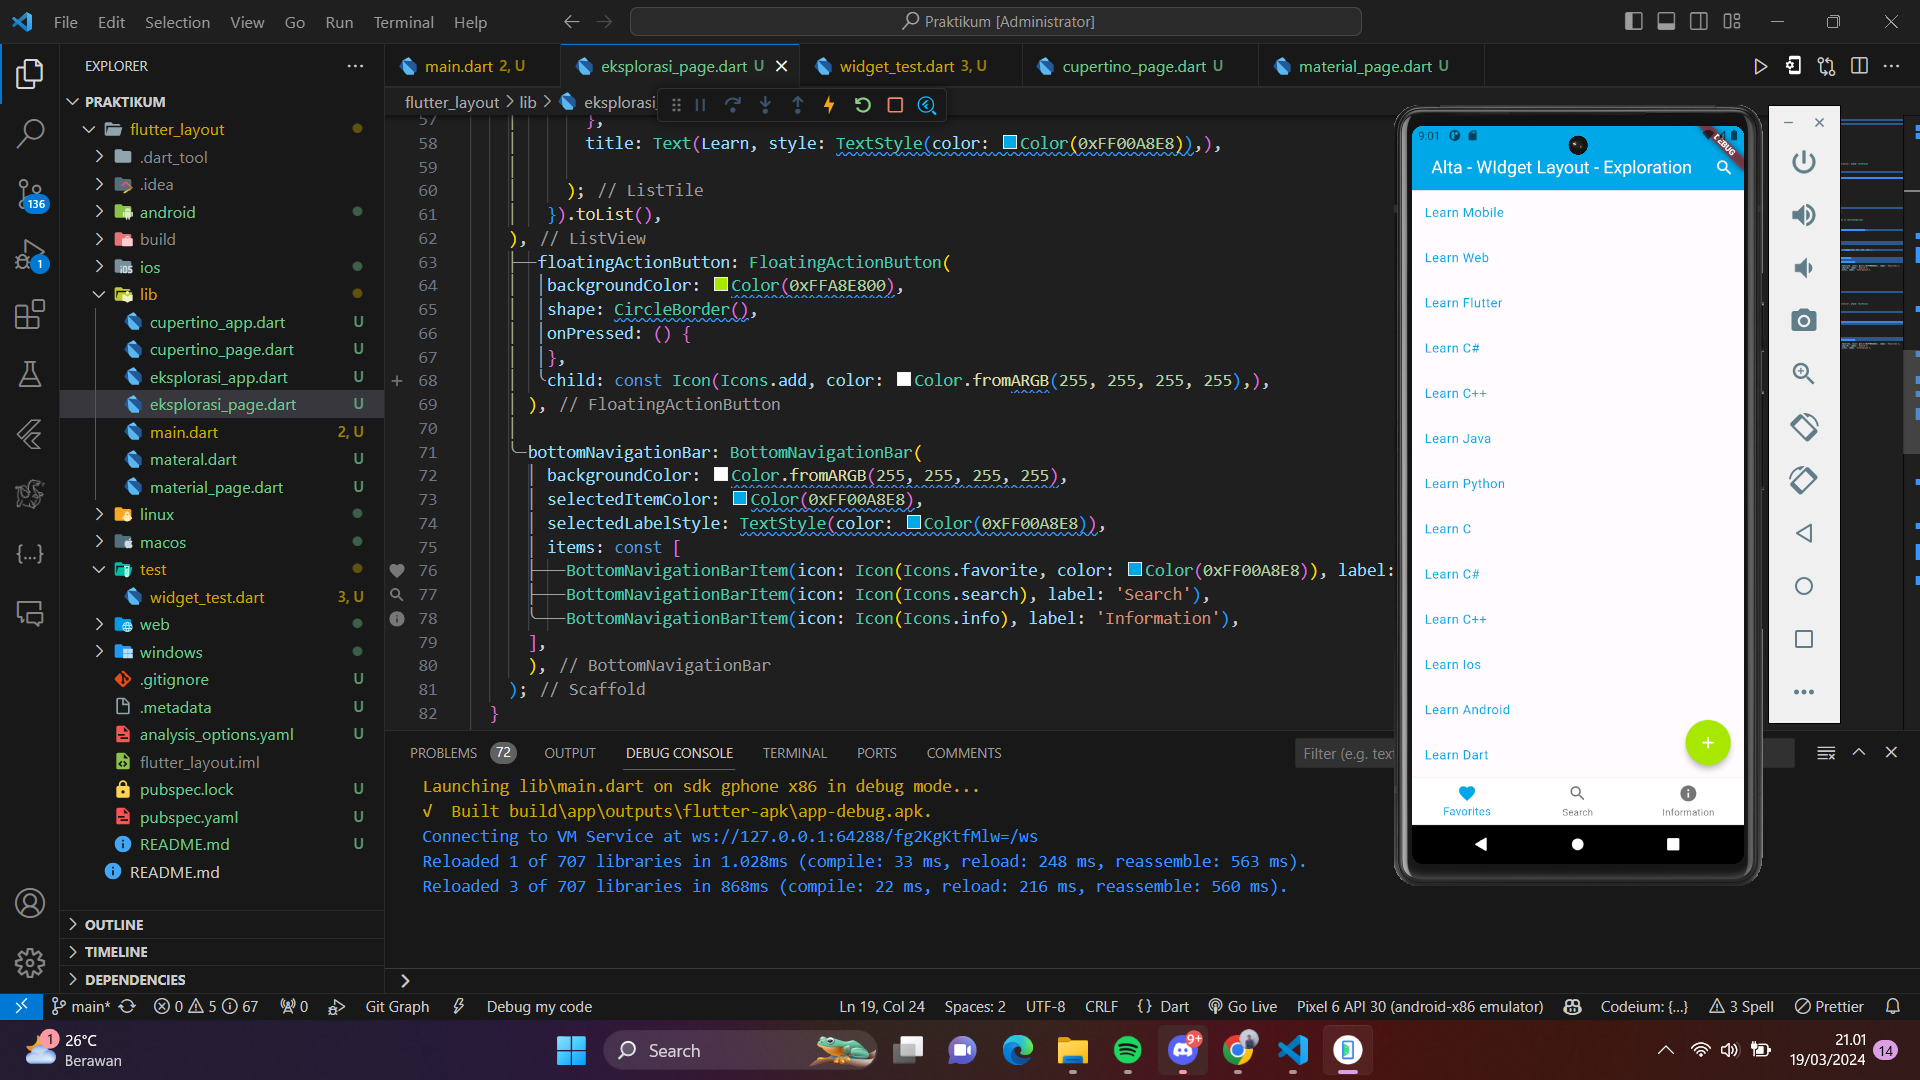 File Edit Selection View Go Run Terminal Help
Praktikum [Administrator]
EXPLORER
main.dart 2, U
eksplorasi_page.dart U
widget_test.dart 3, U
cupertino_page.dart U
material_page.dart U
PRAKTIKUM
flutter_layout
.dart_tool
.idea
android
build
ios
lib
cupertino_app.dart U
cupertino_page.dart U
eksplorasi_app.dart U
eksplorasi_page.dart U
main.dart 2, U
materal.dart U
material_page.dart U
linux
macos
test
widget_test.dart 3, U
web
windows
.gitignore U
.metadata U
analysis_options.yaml U
flutter_layout.iml
pubspec.lock U
pubspec.yaml U
README.md U
README.md
OUTLINE
TIMELINE
DEPENDENCIES
136
1
flutter_layout > lib > eksplorasi
57 },
58 title: Text(Learn, style: TextStyle(color: Color(0xFF00A8E8)),),
59
60 ); // ListTile
61 }).toList(),
62 ), // ListView
63 floatingActionButton: FloatingActionButton(
64 backgroundColor: Color(0xFFA8E800),
65 shape: CircleBorder(),
66 onPressed: () {
67 },
68 child: const Icon(Icons.add, color: Color.fromARGB(255, 255, 255, 255),),
69 ), // FloatingActionButton
70
71 bottomNavigationBar: BottomNavigationBar(
72 backgroundColor: Color.fromARGB(255, 255, 255, 255),
73 selectedItemColor: Color(0xFF00A8E8),
74 selectedLabelStyle: TextStyle(color: Color(0xFF00A8E8)),
75 items: const [
76 BottomNavigationBarItem(icon: Icon(Icons.favorite, color: Color(0xFF00A8E8)), label:
77 BottomNavigationBarItem(icon: Icon(Icons.search), label: 'Search'),
78 BottomNavigationBarItem(icon: Icon(Icons.info), label: 'Information'),
79 ],
80 ), // BottomNavigationBar
81 ); // Scaffold
82 }
PROBLEMS 72 OUTPUT DEBUG CONSOLE TERMINAL PORTS COMMENTS
Filter (e.g. text
Launching lib\main.dart on sdk gphone x86 in debug mode...
√ Built build\app\outputs\flutter-apk\app-debug.apk.
Connecting to VM Service at ws://127.0.0.1:64288/fg2KgKtfMlw=/ws
Reloaded 1 of 707 libraries in 1.028ms (compile: 33 ms, reload: 248 ms, reassemble: 563 ms).
Reloaded 3 of 707 libraries in 868ms (compile: 22 ms, reload: 216 ms, reassemble: 560 ms).
9:01
DEBUG
Alta - WIdget Layout - Exploration
Learn Mobile
Learn Web
Learn Flutter
Learn C#
Learn C++
Learn Java
Learn Python
Learn C
Learn C#
Learn C++
Learn Ios
Learn Android
Learn Dart
Favorites Search Information
main* 0 5 67 0 Git Graph Debug my code
Ln 19, Col 24 Spaces: 2 UTF-8 CRLF {} Dart Go Live Pixel 6 API 30 (android-x86 emulator) Codeium: {...} 3 Spell Prettier
1
26°C
Berawan
Search
9+
21.01
19/03/2024
14